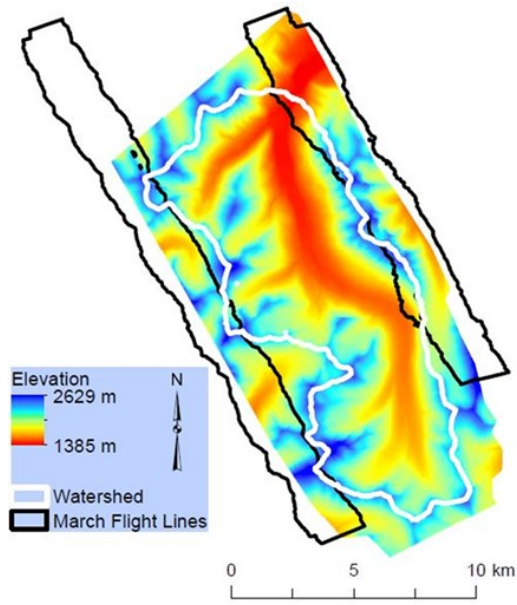 Elevation
N
2629 m
1385 m
Watershed
March Flight Lines
0 5 10 km